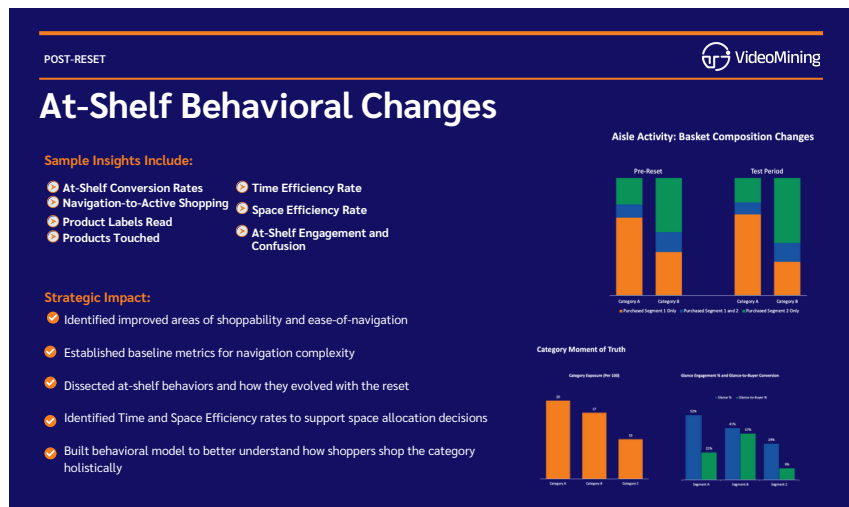 POST-RESET
VideoMining
At-Shelf Behavioral Changes
Sample Insights Include:
At-Shelf Conversion Rates
Navigation-to-Active Shopping
Product Labels Read
Products Touched
Time Efficiency Rate
Space Efficiency Rate
At-Shelf Engagement and
Confusion
Strategic Impact:
Identified improved areas of shoppability and ease-of-navigation
Established baseline metrics for navigation complexity
Dissected at-shelf behaviors and how they evolved with the reset
Identified Time and Space Efficiency rates to support space allocation decisions
Built behavioral model to better understand how shoppers shop the category
holistically
Aisle Activity: Basket Composition Changes
Pre-Reset
Test Period
Category A Category B Category A Category B
Purchased Segment 1 Only Purchased Segment 1 and 2 Purchased Segment 2 Only
Category Moment of Truth
Category Exposure (Per 100)
Category A Category B Category C
Glance Engagement % and Glance-to-Buyer Conversion
Glance % Glance-to-Buyer %
Segment A Segment B Segment C